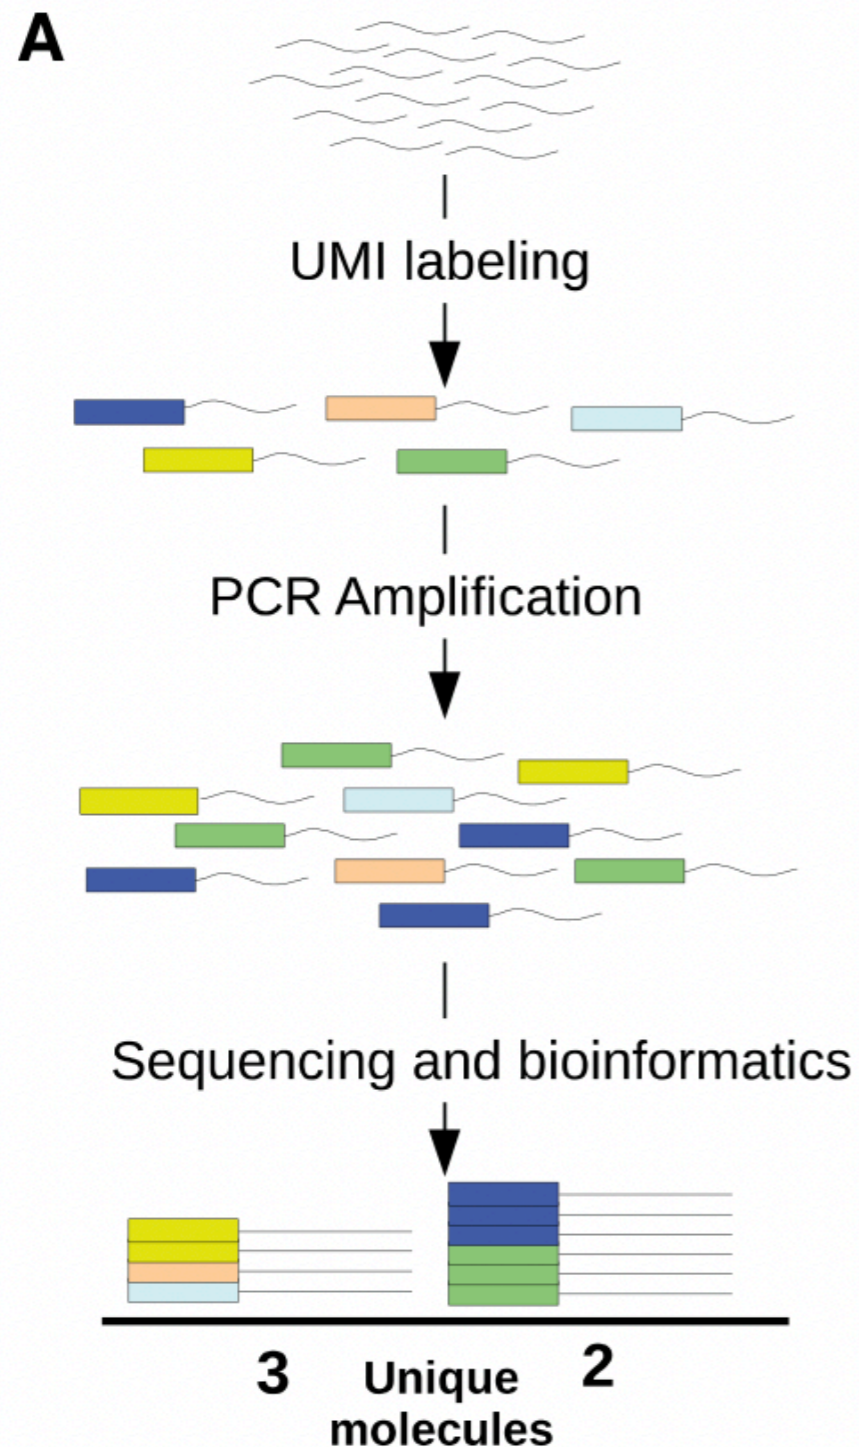 A
UMI labeling
PCR Amplification
Sequencing and bioinformatics
3 Unique 2
molecules